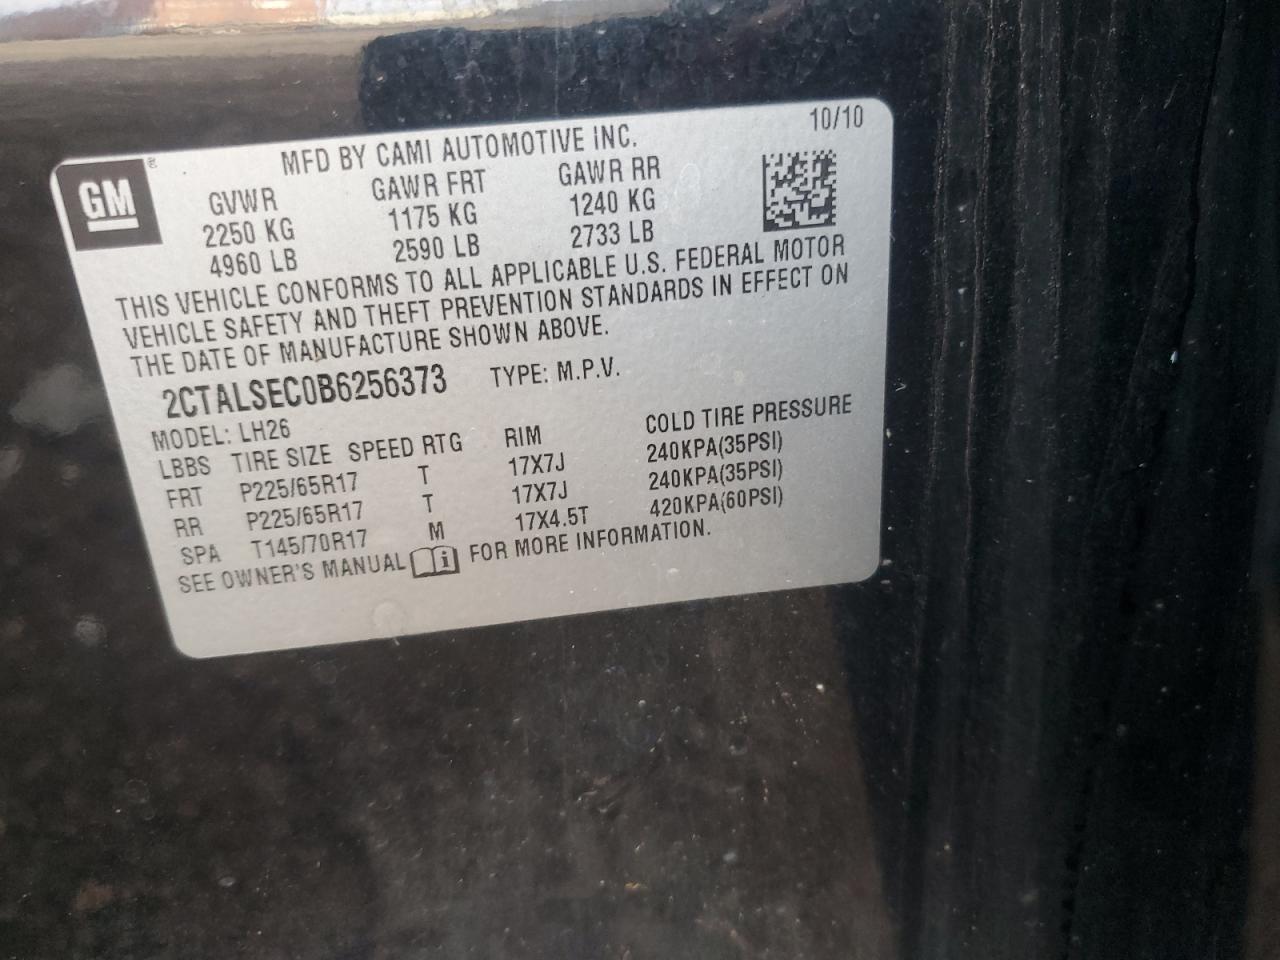 10/10
GM®
MFD BY CAMI AUTOMOTIVE INC.
GVWR GAWR FRT GAWR RR
2250 KG 1175 KG 1240 KG
4960 LB 2590 LB 2733 LB
THIS VEHICLE CONFORMS TO ALL APPLICABLE U.S. FEDERAL MOTOR
VEHICLE SAFETY AND THEFT PREVENTION STANDARDS IN EFFECT ON
THE DATE OF MANUFACTURE SHOWN ABOVE.
2CTALSEC0B6256373 TYPE: M.P.V.
MODEL: LH26
LBBS TIRE SIZE SPEED RTG RIM COLD TIRE PRESSURE
FRT P225/65R17 T 17X7J 240KPA(35PSI)
RR P225/65R17 T 17X7J 240KPA(35PSI)
SPA T145/70R17 M 17X4.5T 420KPA(60PSI)
SEE OWNER'S MANUAL i FOR MORE INFORMATION.